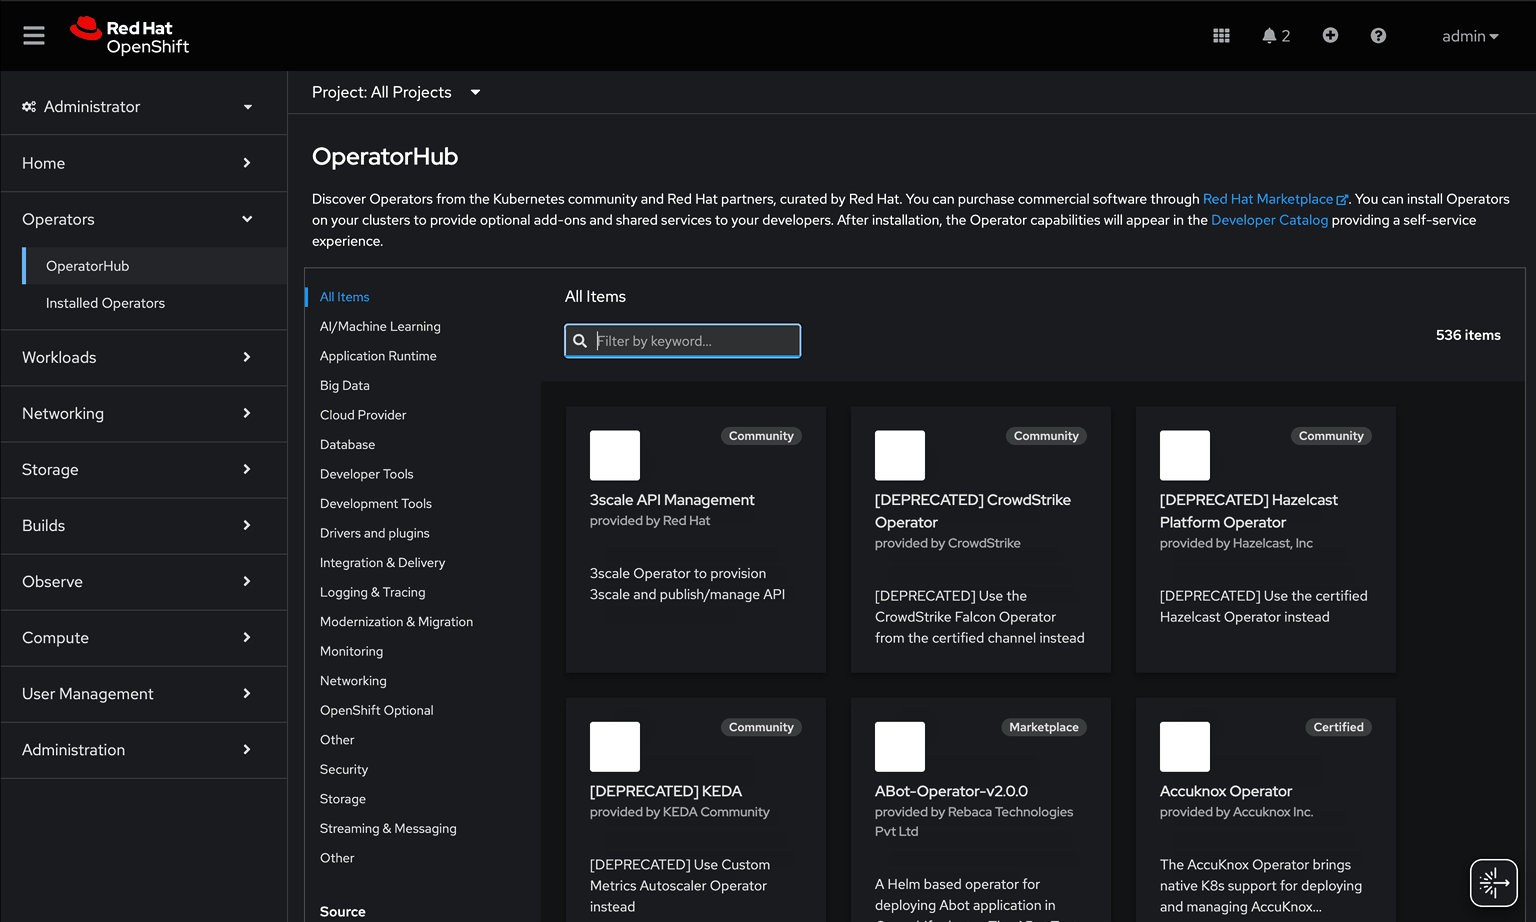 Red Hat
OpenShift
2
admin
Administrator
Home
Operators
OperatorHub
Installed Operators
Workloads
Networking
Storage
Builds
Observe
Compute
User Management
Administration
Project: All Projects
OperatorHub
Discover Operators from the Kubernetes community and Red Hat partners, curated by Red Hat. You can purchase commercial software through Red Hat Marketplace. You can install Operators
on your clusters to provide optional add-ons and shared services to your developers. After installation, the Operator capabilities will appear in the Developer Catalog providing a self-service
experience.
All Items
AI/Machine Learning
Application Runtime
Big Data
Cloud Provider
Database
Developer Tools
Development Tools
Drivers and plugins
Integration & Delivery
Logging & Tracing
Modernization & Migration
Monitoring
Networking
OpenShift Optional
Other
Security
Storage
Streaming & Messaging
Other
Source
All Items
Filter by keyword...
536 items
Community
3scale API Management
provided by Red Hat
3scale Operator to provision
3scale and publish/manage API
Community
[DEPRECATED] CrowdStrike
Operator
provided by CrowdStrike
[DEPRECATED] Use the
CrowdStrike Falcon Operator
from the certified channel instead
Community
[DEPRECATED] Hazelcast
Platform Operator
provided by Hazelcast, Inc
[DEPRECATED] Use the certified
Hazelcast Operator instead
Community
[DEPRECATED] KEDA
provided by KEDA Community
[DEPRECATED] Use Custom
Metrics Autoscaler Operator
instead
Marketplace
ABot-Operator-v2.0.0
provided by Rebaca Technologies
Pvt Ltd
A Helm based operator for
deploying Abot application in
Certified
Accuknox Operator
provided by Accuknox Inc.
The AccuKnox Operator brings
native K8s support for deploying
and managing AccuKnox...